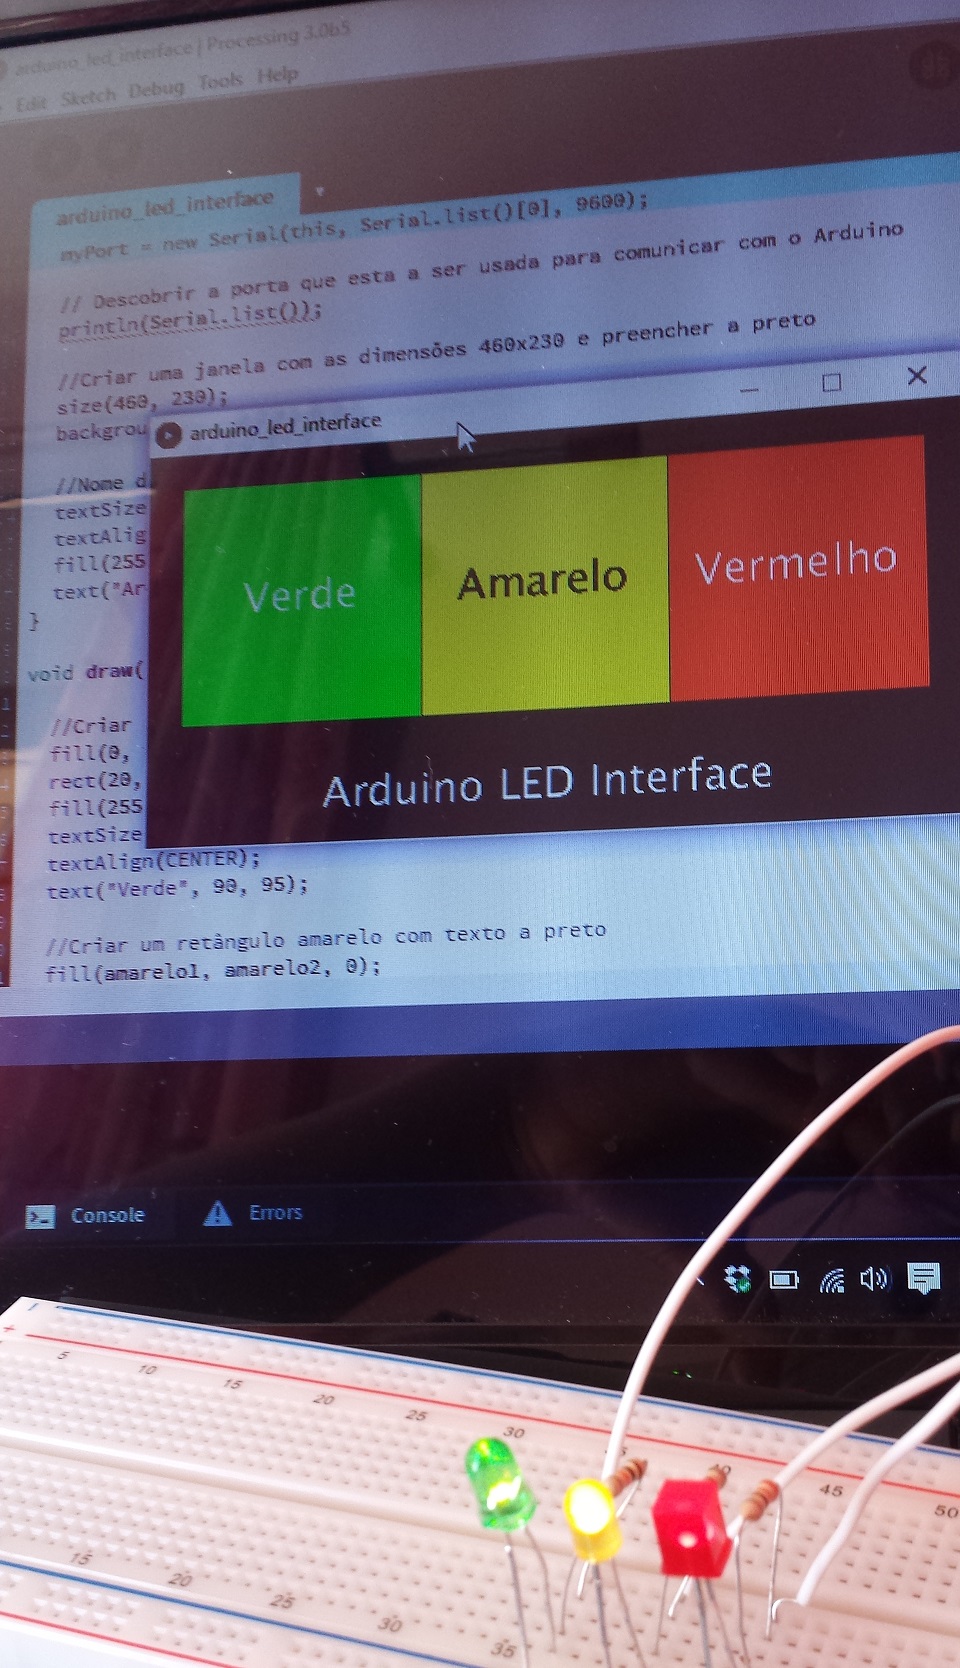 arduino_led_interface | Processing 3.0b5
Edit Sketch Debug Tools Help
arduino_led_interface
myPort = new Serial(this, Serial.list()[0], 9600);
// Descobrir a porta que esta a ser usada para comunicar com o Arduino
println(Serial.list());
//Criar uma janela com as dimensões 460x230 e preencher a preto
size(460, 230);
backgrou
arduino_led_interface
//Nome d
textSize
textAlig
fill(255
text("Ar
}
void draw(
//Criar
fill(0,
rect(20,
fill(255
textSize
Verde
Amarelo
Vermelho
Arduino LED Interface
textAlign(CENTER);
text("Verde", 90, 95);
//Criar um retângulo amarelo com texto a preto
fill(amarelo1, amarelo2, 0);
Console
Errors
+
5 10 15 20 25 30 40 45 50
15 20 25 30 35